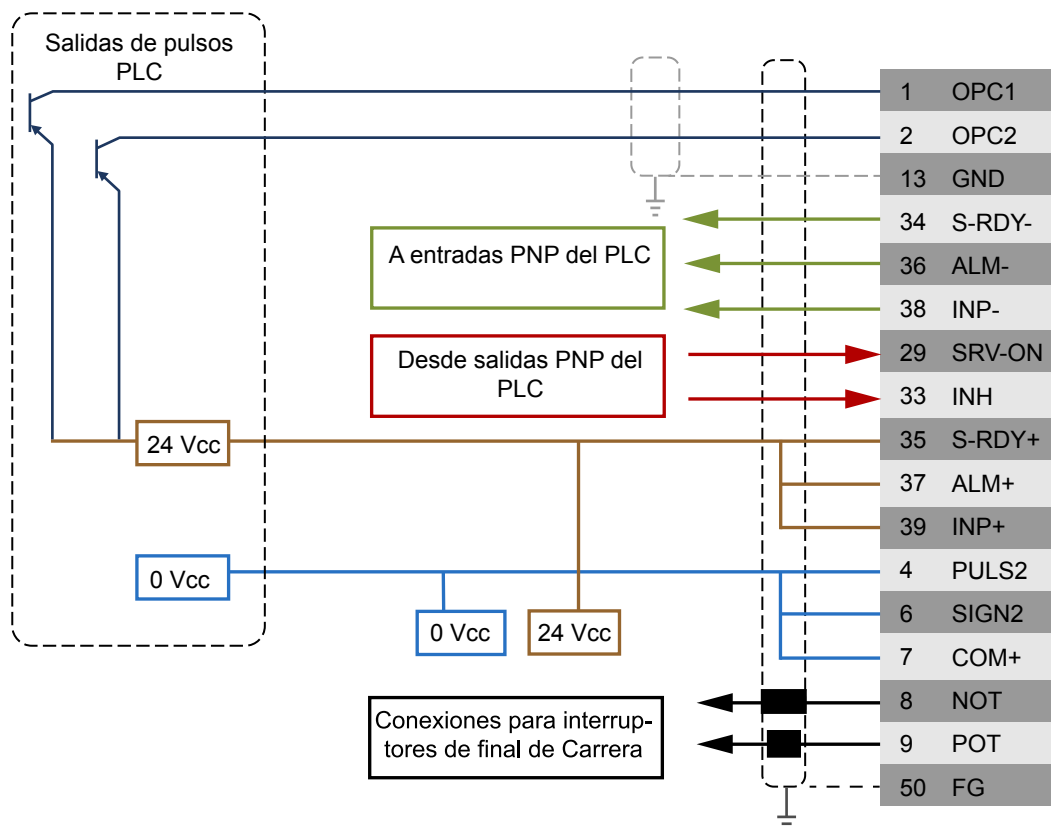 Salidas de pulsos
PLC
1 OPC1
2 OPC2
13 GND
34 S-RDY-
A entradas PNP del PLC
36 ALM-
38 INP-
Desde salidas PNP del
PLC
29 SRV-ON
33 INH
24 Vcc
35 S-RDY+
37 ALM+
39 INP+
0 Vcc
4 PULS2
0 Vcc
24 Vcc
6 SIGN2
7 COM+
Conexiones para interrup-
tores de final de Carrera
8 NOT
9 POT
50 FG